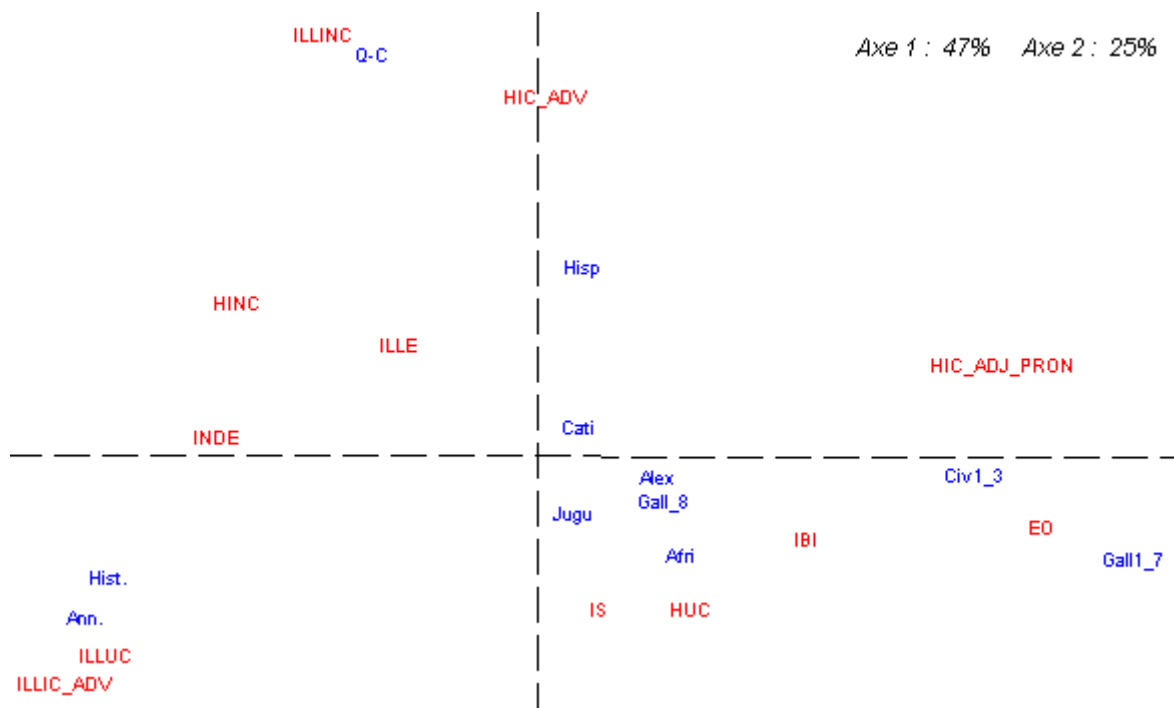 ILLINC
Q-C
Axe 1 : 47% Axe 2 : 25%
HIC_ADV
Hisp
HINC
ILLE
HIC_ADJ_PRON
Cati
INDE
Alex
Civ1_3
Gall_8
Jugu
EO
IBI
Afri
Gall1_7
Hist.
IS
HUC
Ann.
ILLUC
ILLIC_ADV